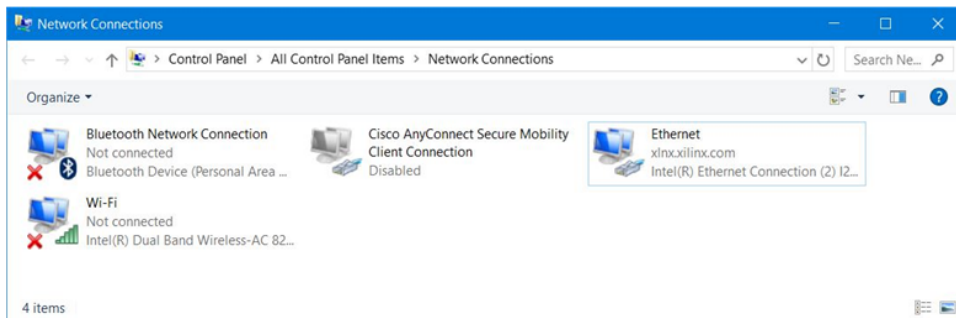 Network Connections
Control Panel > All Control Panel Items > Network Connections
Search Ne...
Organize
Bluetooth Network Connection
Not connected
Bluetooth Device (Personal Area ...
Cisco AnyConnect Secure Mobility
Client Connection
Disabled
Ethernet
xlnx.xilinx.com
Intel(R) Ethernet Connection (2) I2...
Wi-Fi
Not connected
Intel(R) Dual Band Wireless-AC 82...
4 items